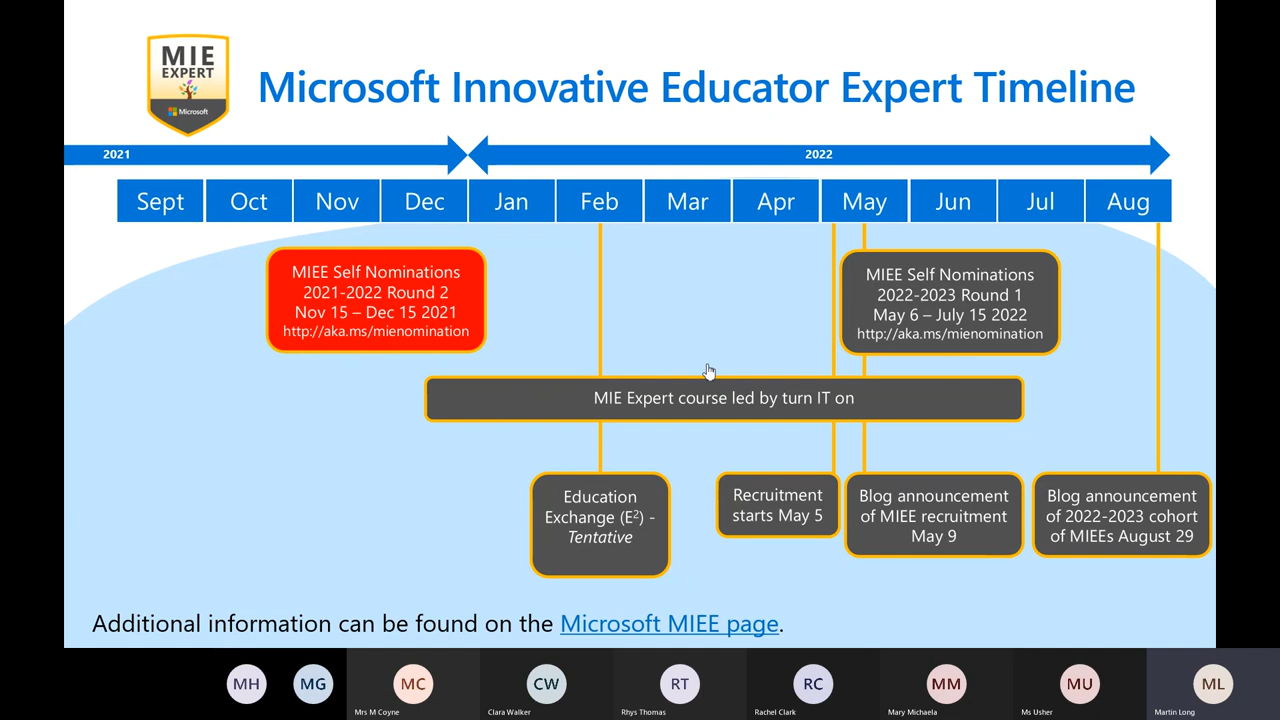 MIE
EXPERT
Microsoft
Microsoft Innovative Educator Expert Timeline
2021
2022
Sept Oct Nov Dec Jan Feb Mar Apr May Jun Jul Aug
MIEE Self Nominations
2021-2022 Round 2
Nov 15 – Dec 15 2021
http://aka.ms/mienomination
MIEE Self Nominations
2022-2023 Round 1
May 6 – July 15 2022
http://aka.ms/mienomination
MIE Expert course led by turn IT on
Education
Exchange (E²) -
Tentative
Recruitment
starts May 5
Blog announcement
of MIEE recruitment
May 9
Blog announcement
of 2022-2023 cohort
of MIEEs August 29
Additional information can be found on the Microsoft MIEE page.
MH MG MC CW RT RC MM MU ML
Mrs M Coyne Clara Walker Rhys Thomas Rachel Clark Mary Michaela Ms Usher Martin Long